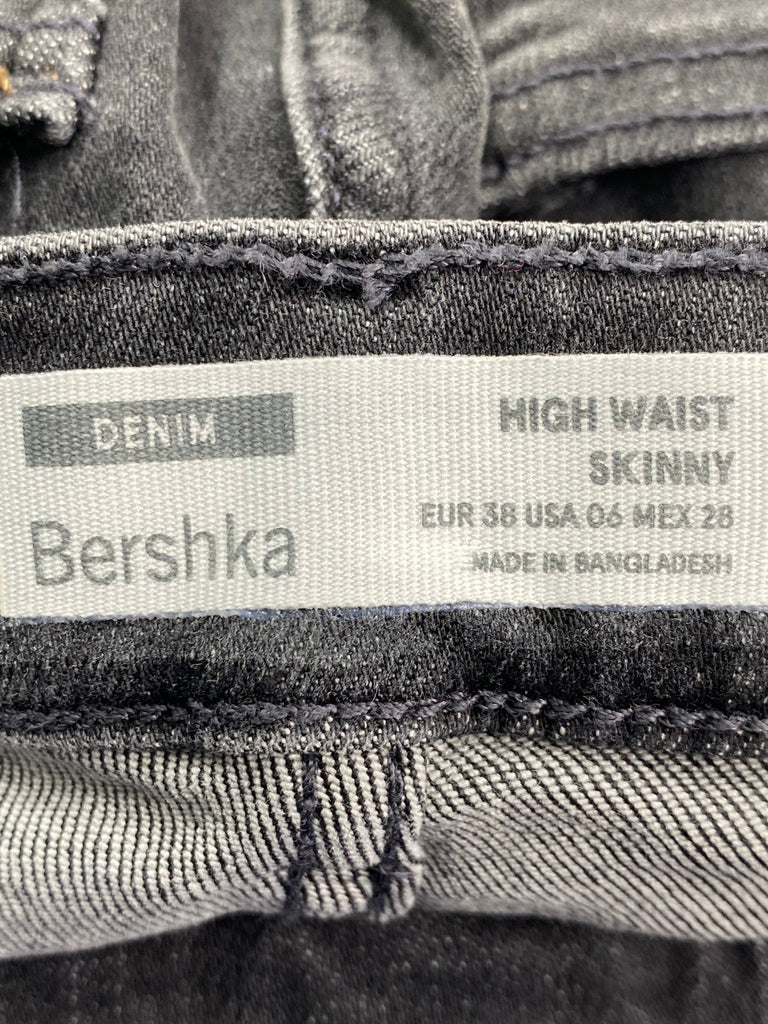 DENIM
Bershka
HIGH WAIST
SKINNY
EUR 38 USA 06 MEX 28
MADE IN BANGLADESH